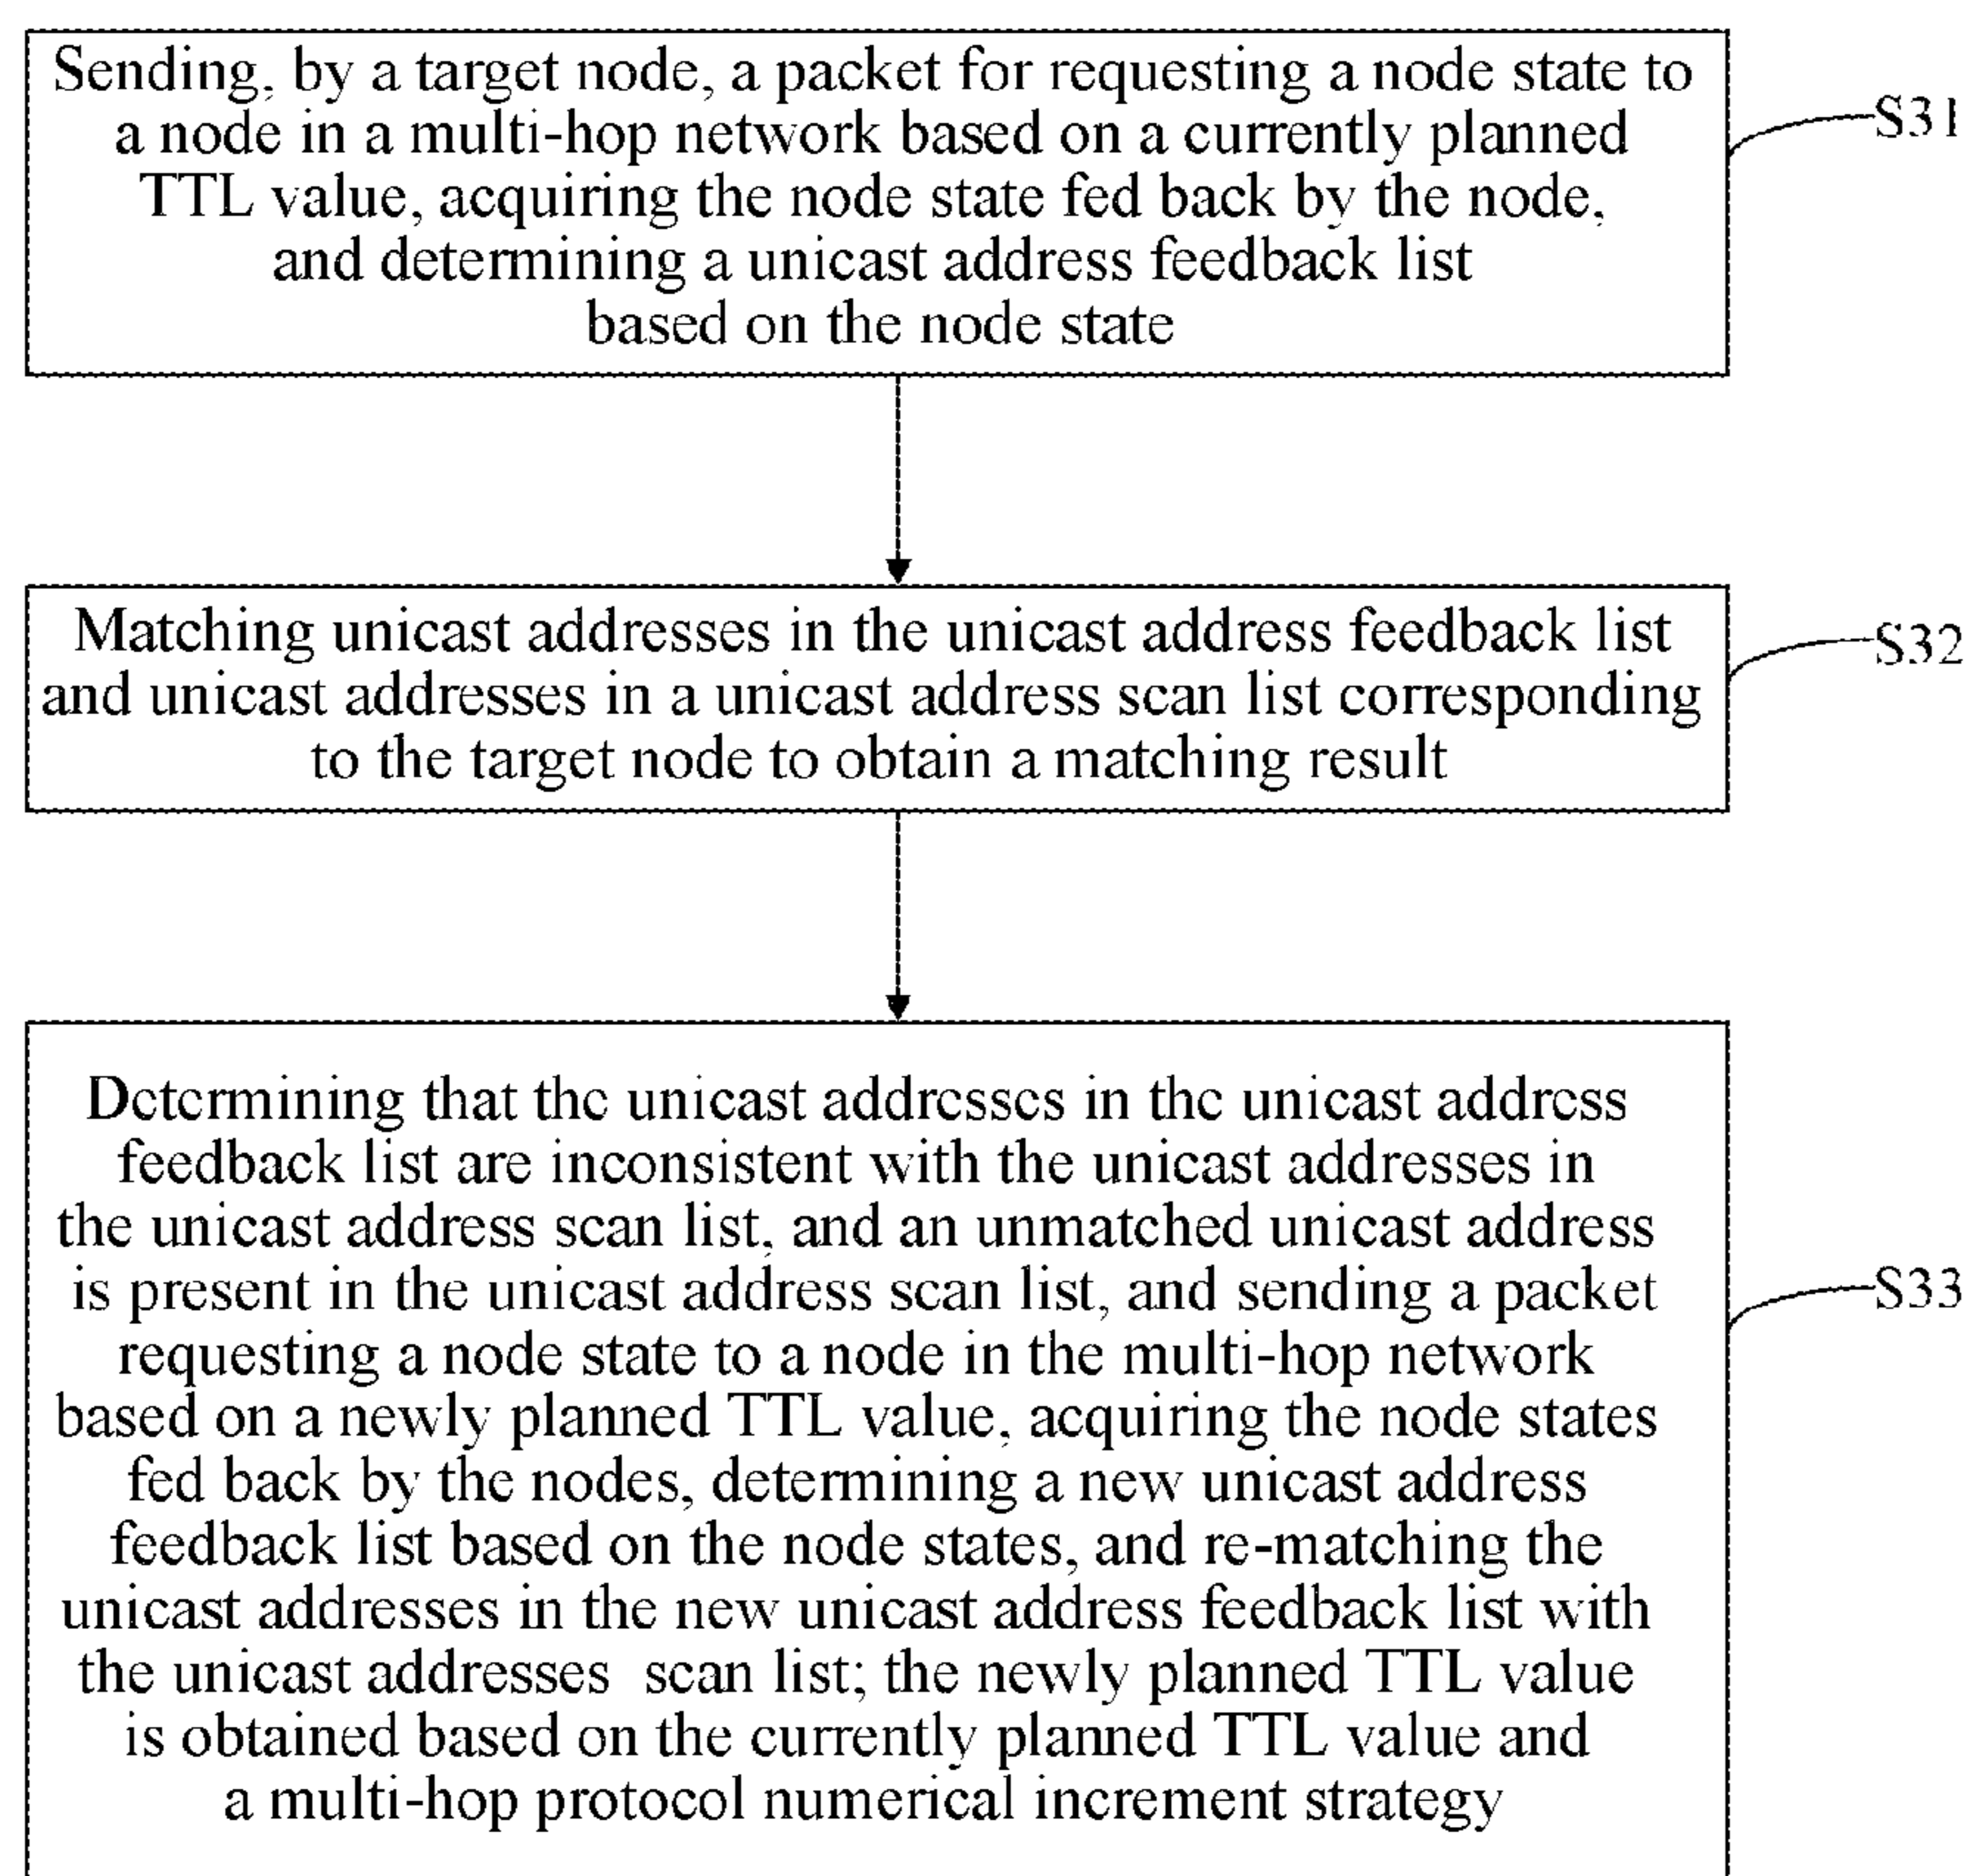 Sending, by a target node, a packet for requesting a node state to
a node in a multi-hop network based on a currently planned
TTL value, acquiring the node state fed back by the node,
and determining a unicast address feedback list
based on the node state
S31
Matching unicast addresses in the unicast address feedback list
and unicast addresses in a unicast address scan list corresponding
to the target node to obtain a matching result
S32
Determining that the unicast addresses in the unicast address
feedback list are inconsistent with the unicast addresses in
the unicast address scan list, and an unmatched unicast address
is present in the unicast address scan list, and sending a packet
requesting a node state to a node in the multi-hop network
based on a newly planned TTL value, acquiring the node states
fed back by the nodes, determining a new unicast address
feedback list based on the node states, and re-matching the
unicast addresses in the new unicast address feedback list with
the unicast addresses scan list; the newly planned TTL value
is obtained based on the currently planned TTL value and
a multi-hop protocol numerical increment strategy
S33